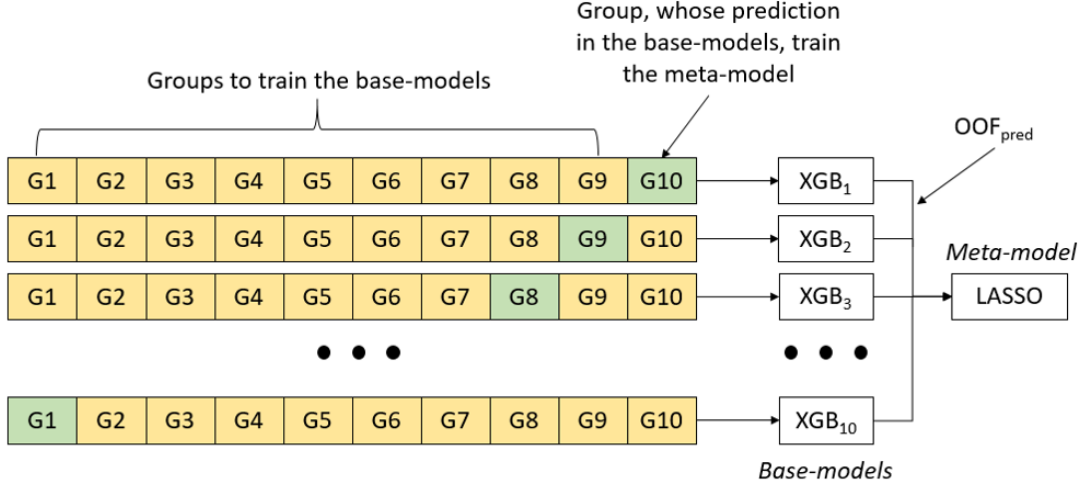 Group, whose prediction
in the base-models, train
the meta-model
Groups to train the base-models
OOFpred
G1 G2 G3 G4 G5 G6 G7 G8 G9 G10 XGB1
G1 G2 G3 G4 G5 G6 G7 G8 G9 G10 XGB2
Meta-model
G1 G2 G3 G4 G5 G6 G7 G8 G9 G10 XGB3
LASSO
G1 G2 G3 G4 G5 G6 G7 G8 G9 G10 XGB10
Base-models